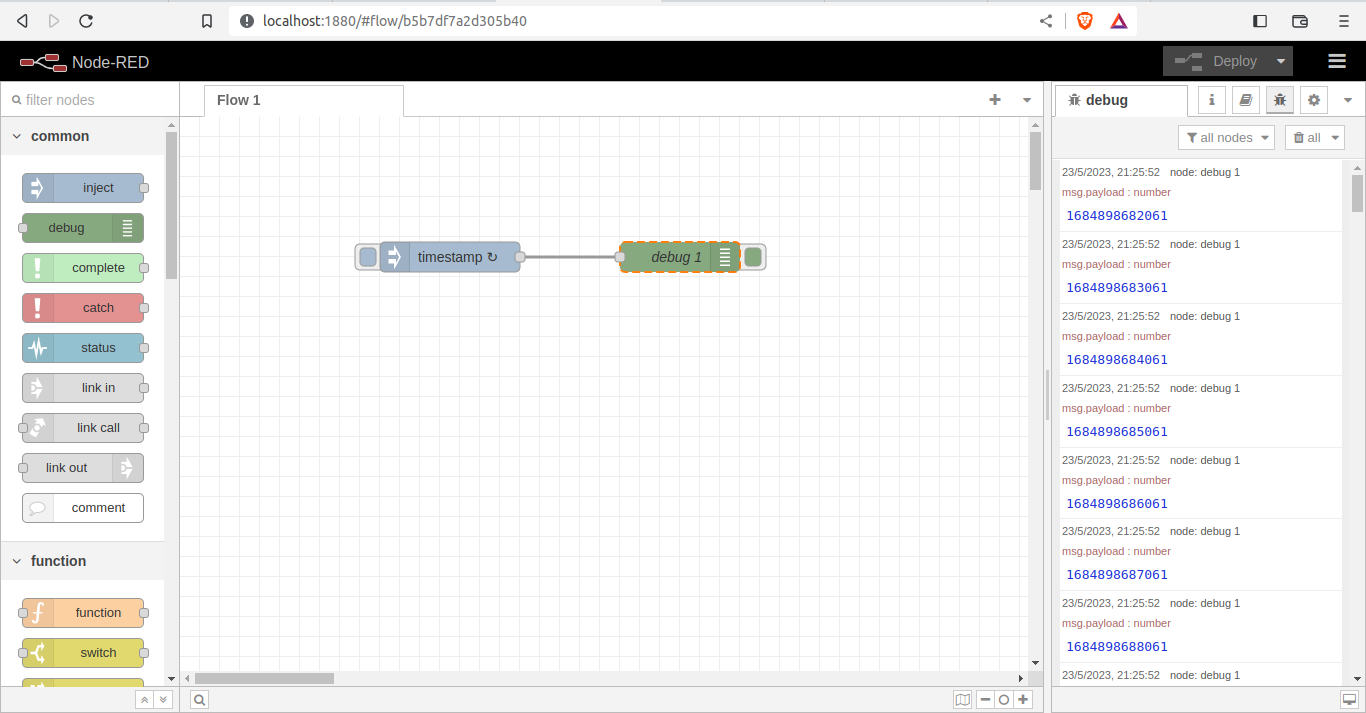 localhost:1880/#flow/b5b7df7a2d305b40
Node-RED
Deploy
filter nodes
Flow 1
debug
i
common
all nodes
all
inject
debug
complete
catch
status
link in
link call
link out
comment
function
function
switch
timestamp ↻
debug 1
23/5/2023, 21:25:52 node: debug 1
msg.payload : number
1684898682061
23/5/2023, 21:25:52 node: debug 1
msg.payload : number
1684898683061
23/5/2023, 21:25:52 node: debug 1
msg.payload : number
1684898684061
23/5/2023, 21:25:52 node: debug 1
msg.payload : number
1684898685061
23/5/2023, 21:25:52 node: debug 1
msg.payload : number
1684898686061
23/5/2023, 21:25:52 node: debug 1
msg.payload : number
1684898687061
23/5/2023, 21:25:52 node: debug 1
msg.payload : number
1684898688061
23/5/2023, 21:25:52 node: debug 1